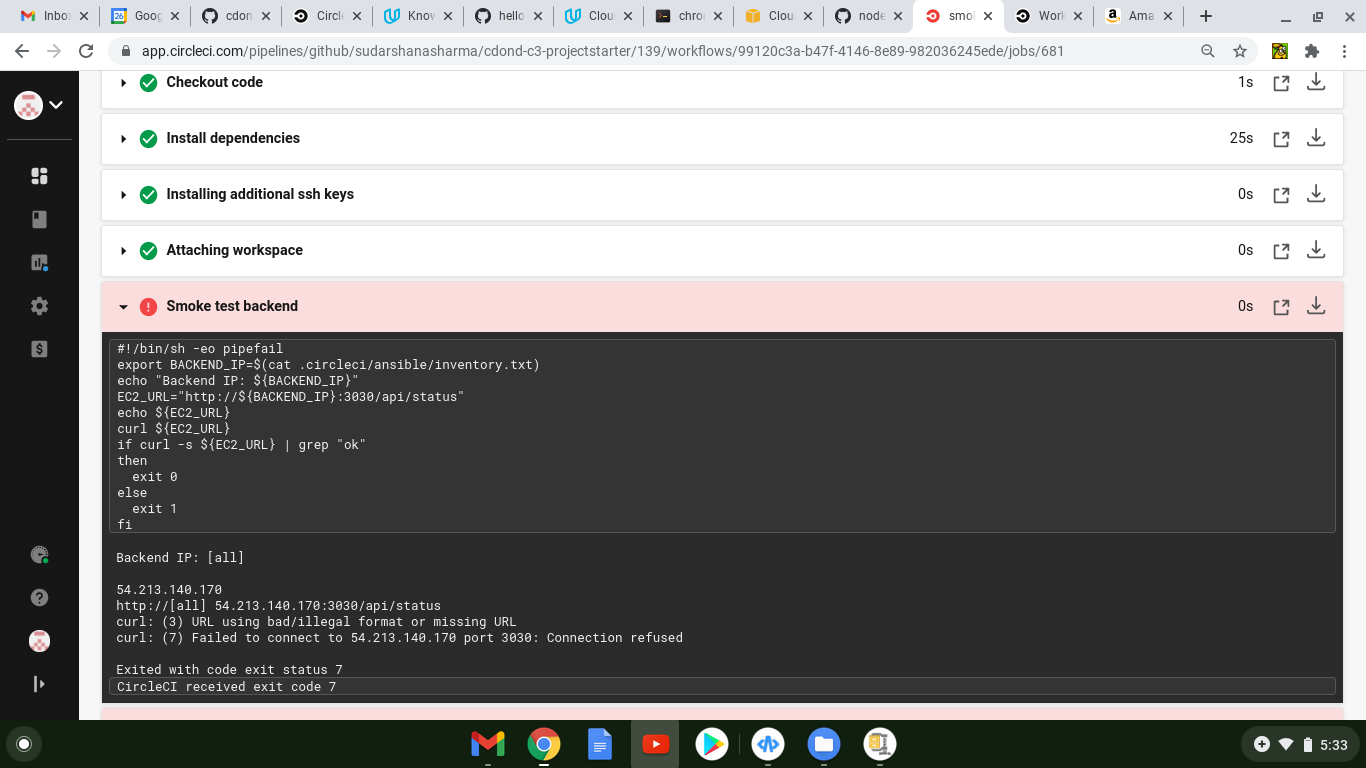 Inbo
26
Goog
cdon
Circle
Know
hello
Clou
chro
Clou
node
smo
Work
Ama
app.circleci.com/pipelines/github/sudarshanasharma/cdond-c3-projectstarter/139/workflows/99120c3a-b47f-4146-8e89-982036245ede/jobs/681
Checkout code 1s
Install dependencies 25s
Installing additional ssh keys 0s
Attaching workspace 0s
Smoke test backend 0s
#!/bin/sh -eo pipefail
export BACKEND_IP=$(cat .circleci/ansible/inventory.txt)
echo "Backend IP: ${BACKEND_IP}"
EC2_URL="http://${BACKEND_IP}:3030/api/status"
echo ${EC2_URL}
curl ${EC2_URL}
if curl -s ${EC2_URL} | grep "ok"
then
  exit 0
else
  exit 1
fi
Backend IP: [all]
54.213.140.170
http://[all] 54.213.140.170:3030/api/status
curl: (3) URL using bad/illegal format or missing URL
curl: (7) Failed to connect to 54.213.140.170 port 3030: Connection refused
Exited with code exit status 7
CircleCI received exit code 7
5:33